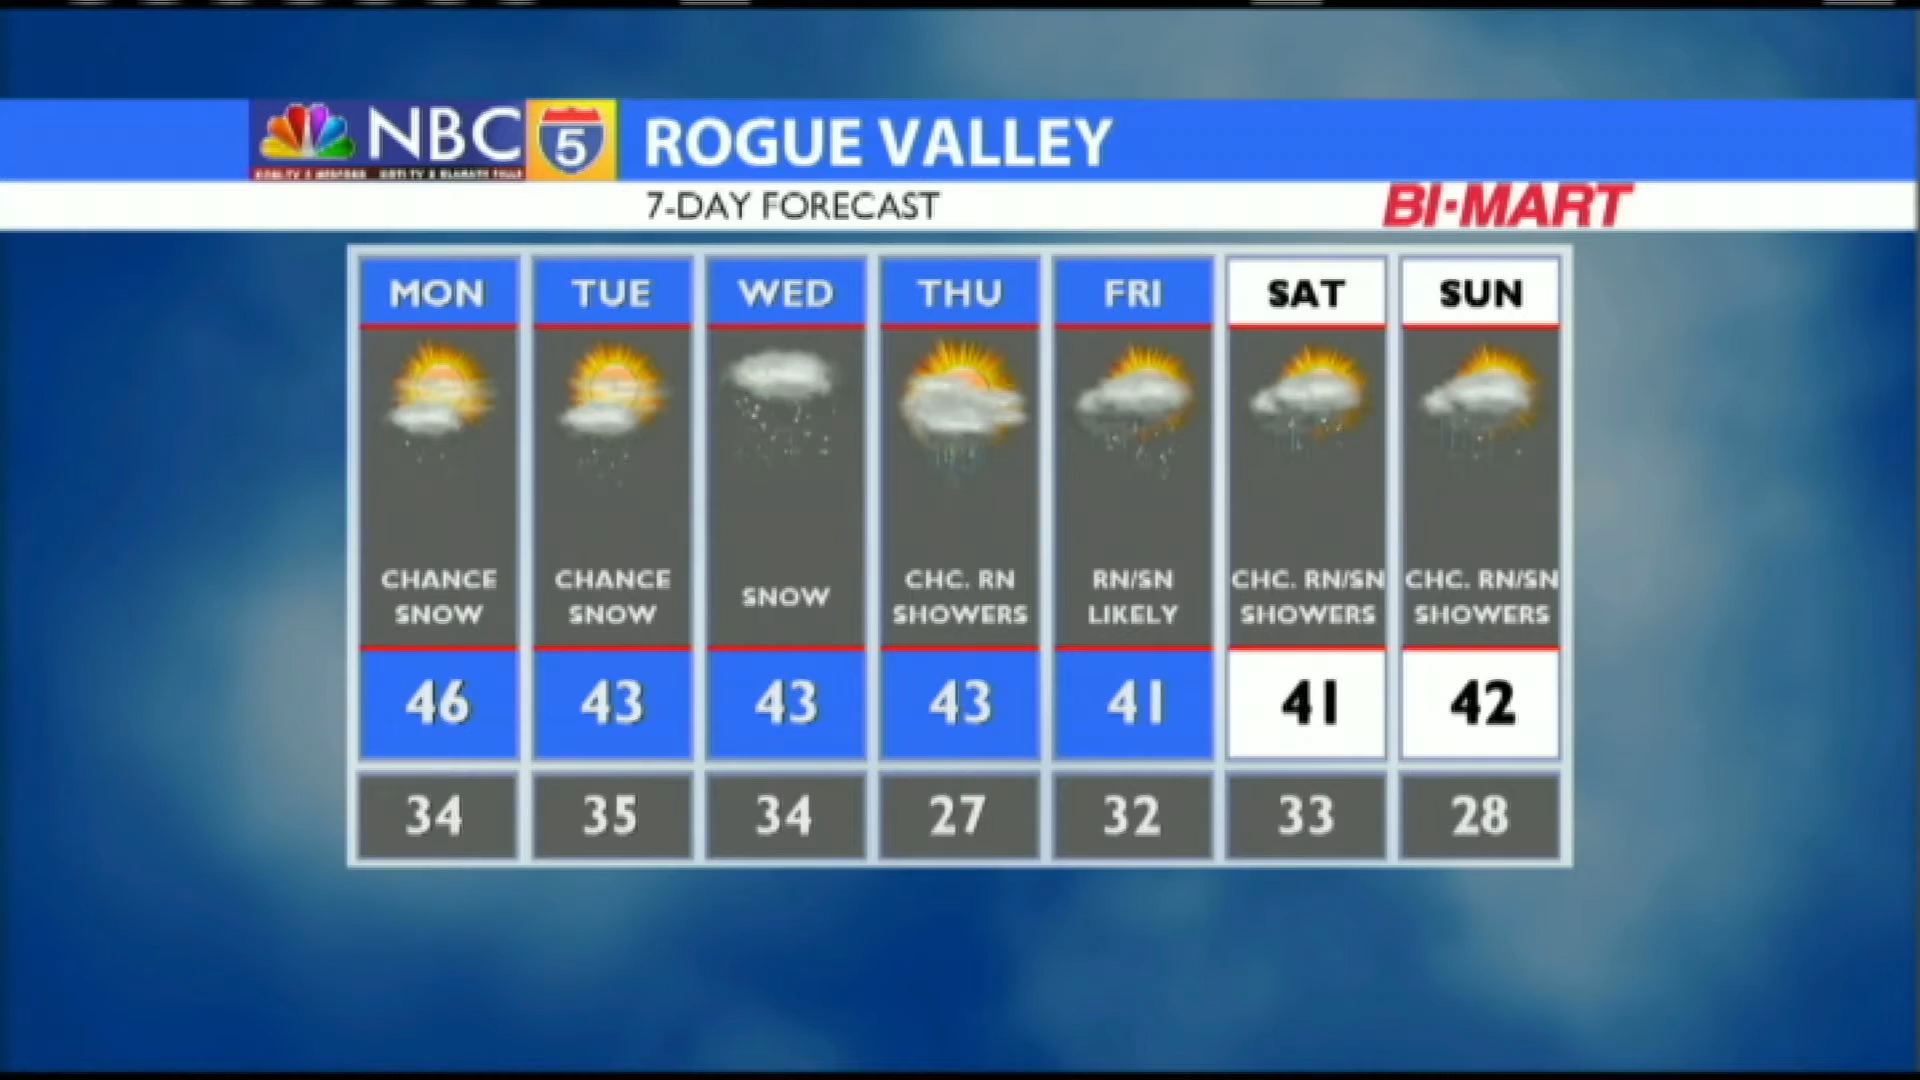 NBC 5 ROGUE VALLEY
7-DAY FORECAST BI-MART
MON TUE WED THU FRI SAT SUN
CHANCE SNOW
CHANCE SNOW
SNOW
CHC. RN SHOWERS
RN/SN LIKELY
CHC. RN/SN SHOWERS
CHC. RN/SN SHOWERS
46 43 43 43 41 41 42
34 35 34 27 32 33 28